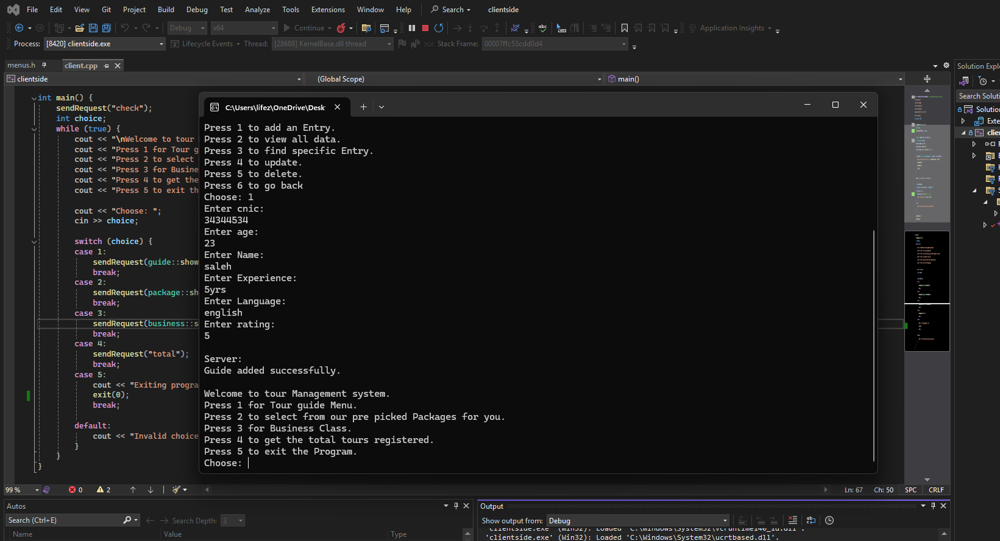 File Edit View Git Project Build Debug Test Analyze Tools Extensions Window Help Search clientside
Debug x64 Continue Application Insights
Process: [8420] clientside.exe Lifecycle Events Thread: [28688] KernelBase.dll thread Stack Frame: 00007ffc53cdd0d4
menus.h client.cpp
clientside (Global Scope) main()
int main() {
sendRequest("check");
int choice;
while (true) {
cout << "\nWelcome to tour
cout << "Press 1 for Tour g
cout << "Press 2 to select
cout << "Press 3 for Busine
cout << "Press 4 to get the
cout << "Press 5 to exit th
cout << "Choose: ";
cin >> choice;
switch (choice) {
case 1:
sendRequest(guide::show
break;
case 2:
sendRequest(package::sh
break;
case 3:
sendRequest(business::s
break;
case 4:
sendRequest("total");
break;
case 5:
cout << "Exiting progra
exit(0);
break;
default:
cout << "Invalid choice
}
}
}
C:\Users\lifez\OneDrive\Desk
Press 1 to add an Entry.
Press 2 to view all data.
Press 3 to find specific Entry.
Press 4 to update.
Press 5 to delete.
Press 6 to go back
Choose: 1
Enter cnic:
34344534
Enter age:
23
Enter Name:
saleh
Enter Experience:
5yrs
Enter Language:
english
Enter rating:
5
Server:
Guide added successfully.
Welcome to tour Management system.
Press 1 for Tour guide Menu.
Press 2 to select from our pre picked Packages for you.
Press 3 for Business Class.
Press 4 to get the total tours registered.
Press 5 to exit the Program.
Choose:
Solution Explo
Search Soluti
Solutio
Exte
clie
99 % 0 2 Ln: 67 Ch: 50 SPC CRLF
Autos
Search (Ctrl+E) Search Depth: 3
Name Value Type
Output
Show output from: Debug
'clientside.exe' (Win32): Loaded 'C:\Windows\System32\vcruntime140_1d.dll'.
'clientside.exe' (Win32): Loaded 'C:\Windows\System32\ucrtbased.dll'.